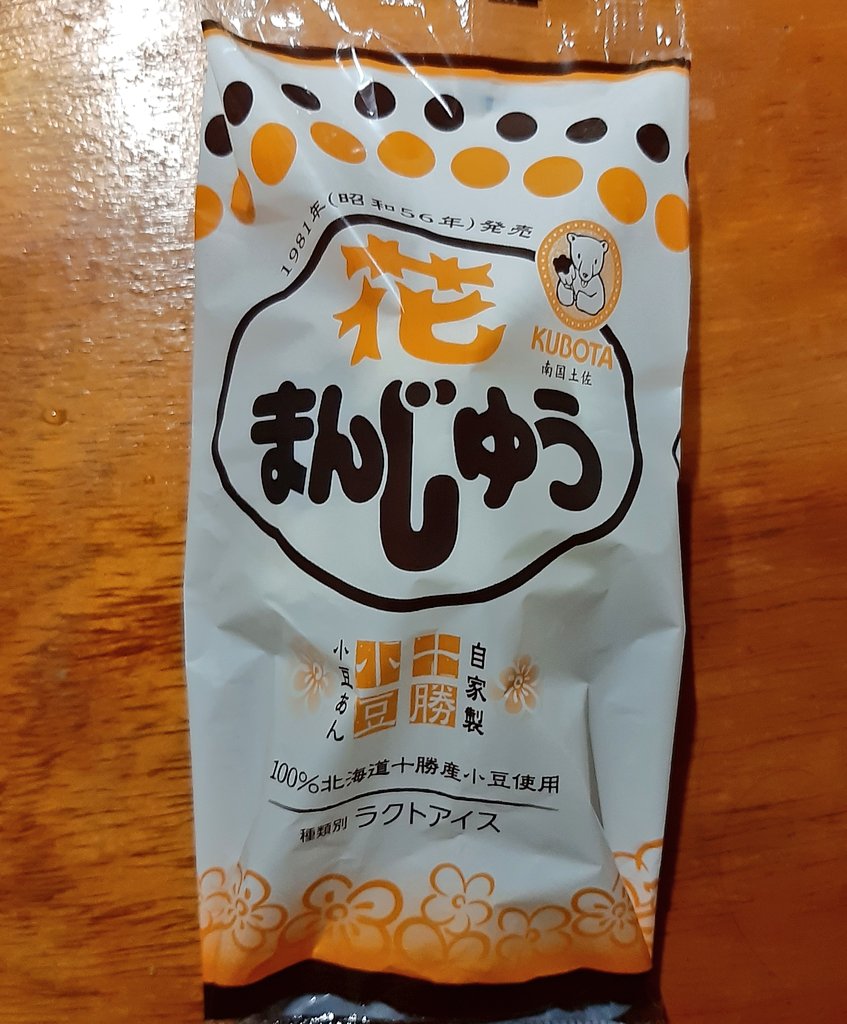 1981年(昭和56年)発売
花
まんじゅう
KUBOTA
南国土佐
自家製
十勝
小豆
小豆あん
100%北海道十勝産小豆使用
種類別 ラクトアイス